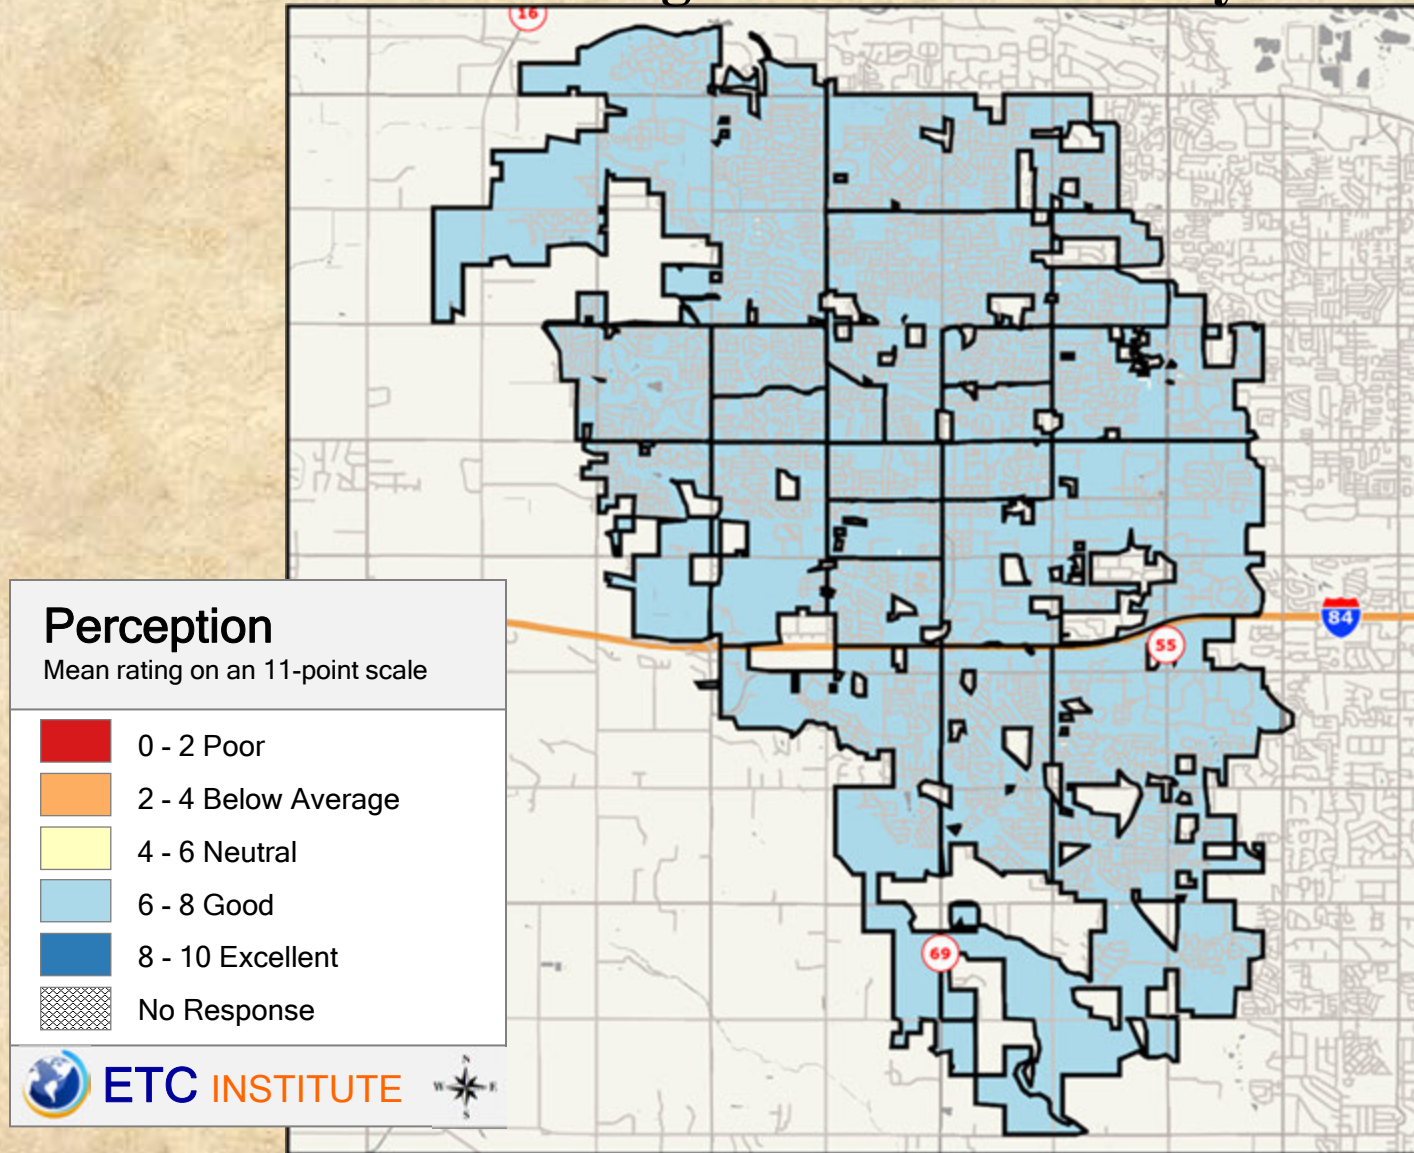 16
84
55
69
Perception
Mean rating on an 11-point scale
0 - 2 Poor
2 - 4 Below Average
4 - 6 Neutral
6 - 8 Good
8 - 10 Excellent
No Response
ETC INSTITUTE
N
W E
S